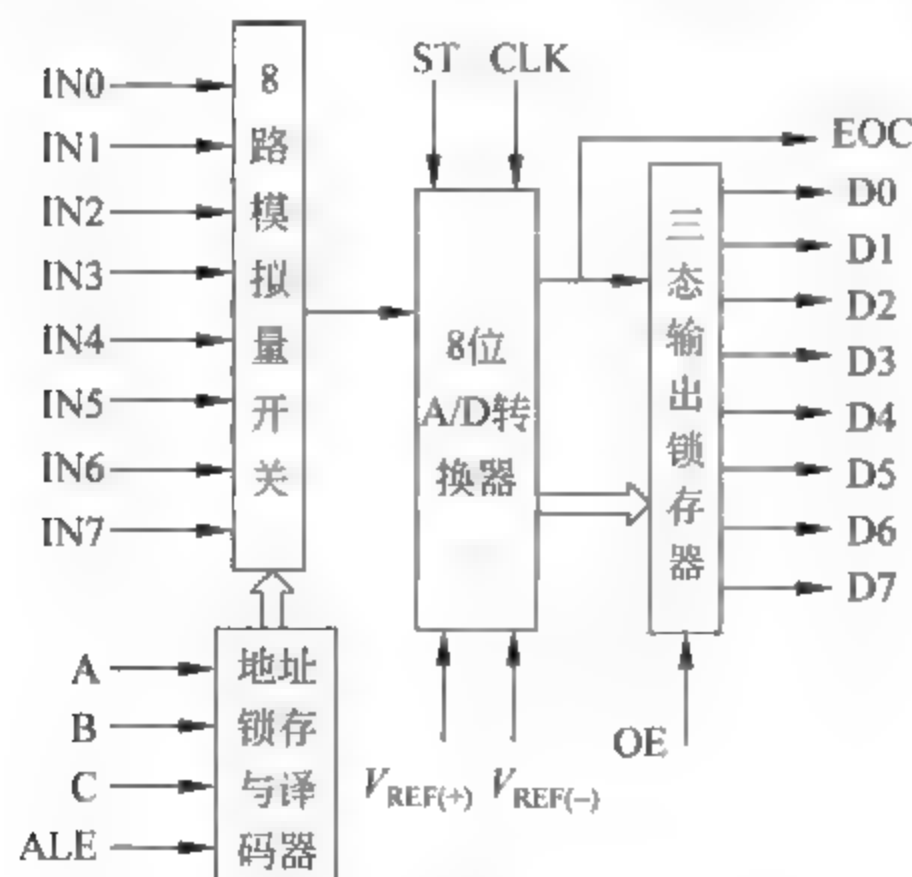 IN0
IN1
IN2
IN3
IN4
IN5
IN6
IN7
8路模拟量开关
A
B
C
ALE
地址
锁存
与译
码器
ST CLK
8位
A/D转
换器
VREF(+) VREF(−)
EOC
三态输出锁存器
OE
D0
D1
D2
D3
D4
D5
D6
D7